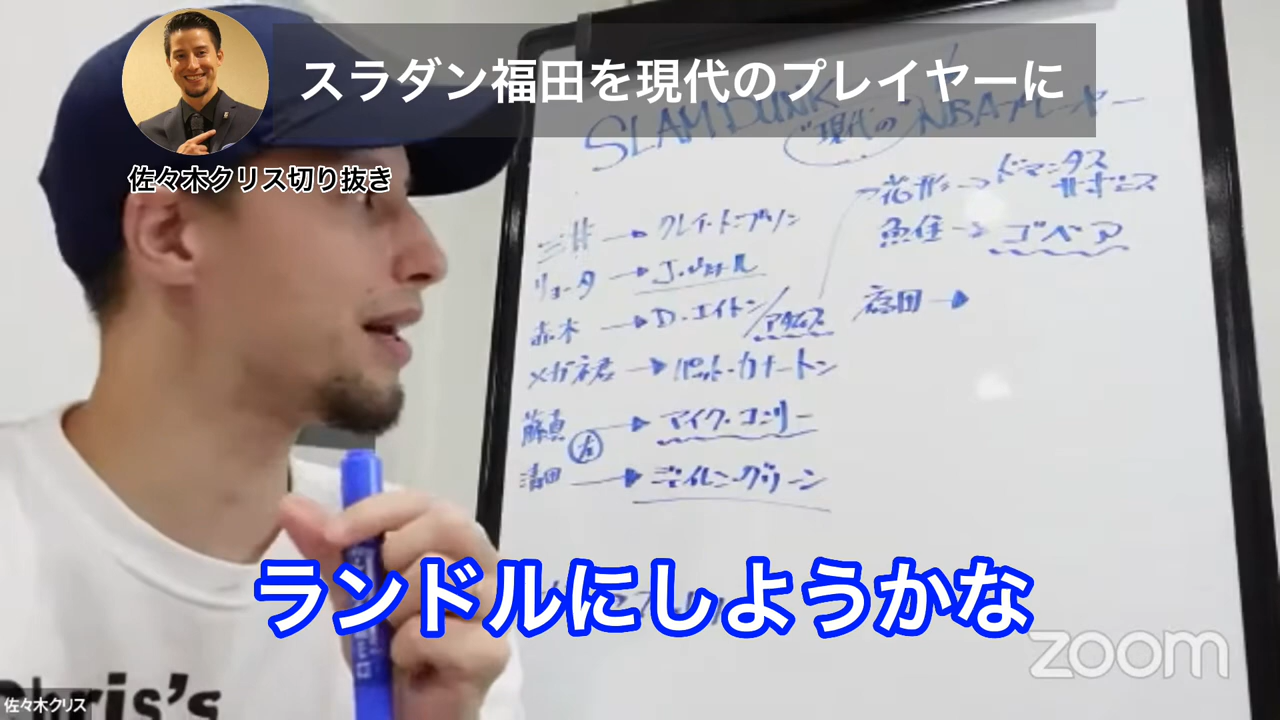 スラダン福田を現代のプレイヤーに
佐々木クリス切り抜き
SLAM DUNK
"現代"の NBAプレーヤー
花形→ドマンタス
サボニス
魚住→ゴベア
三井→クレイ・トンプソン
リョータ→
赤木→D・エイトン/アダムス
福田→
メガネ君→パット・カナートン
藤真→マイク・コンリー
左
清田→ジェイレングリーン
ランドルにしようかな
zoom
佐々木クリス